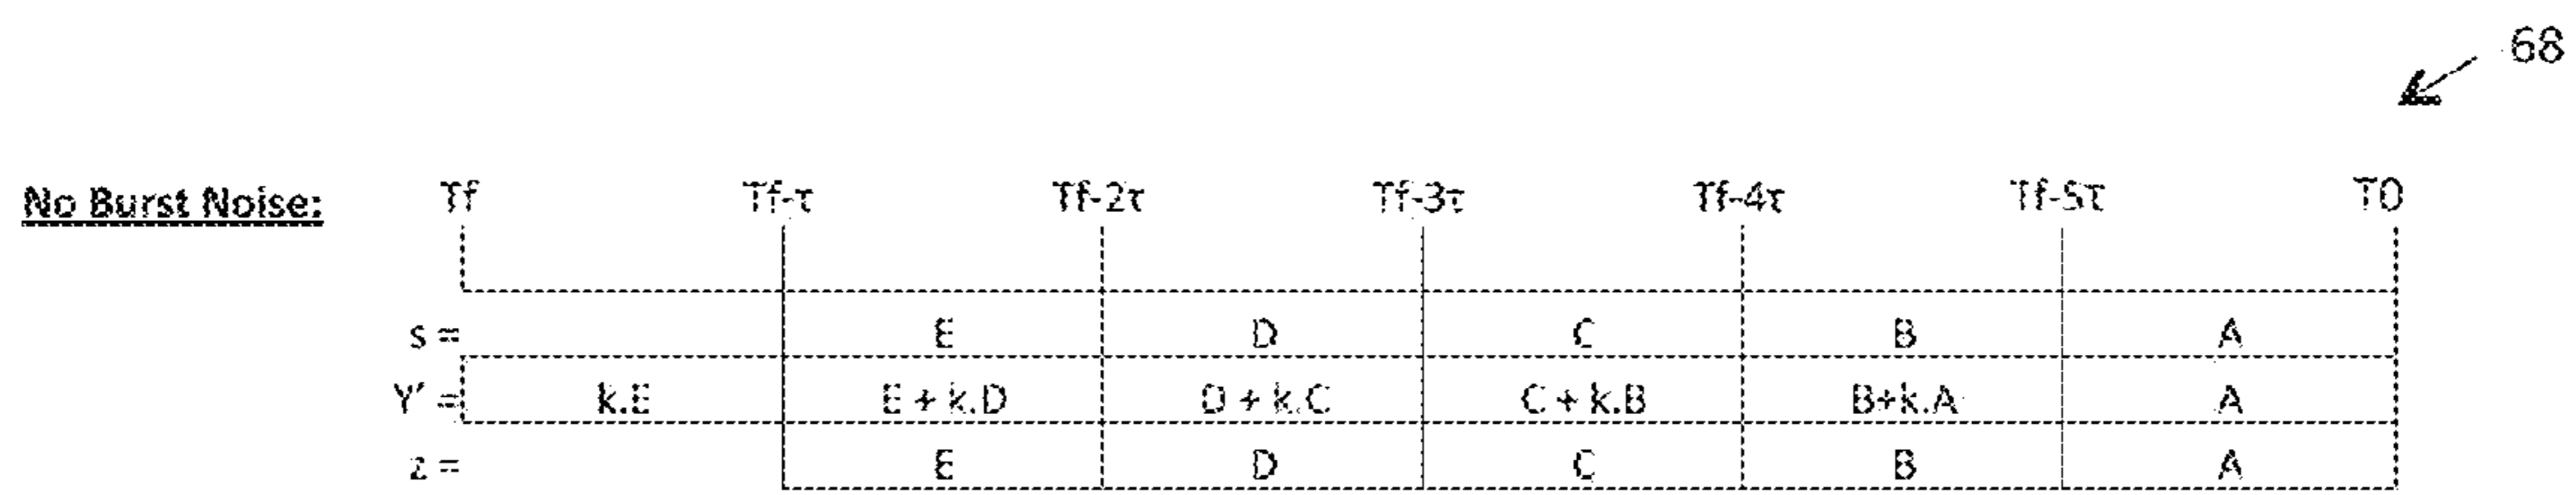 68
No Burst Noise: Tf Tf-τ Tf-2τ Tf-3τ Tf-4τ Tf-5τ T0
s = E D C B A
Y' = k.E E + k.D D + k.C C + k.B B+k.A A
z = E D C B A